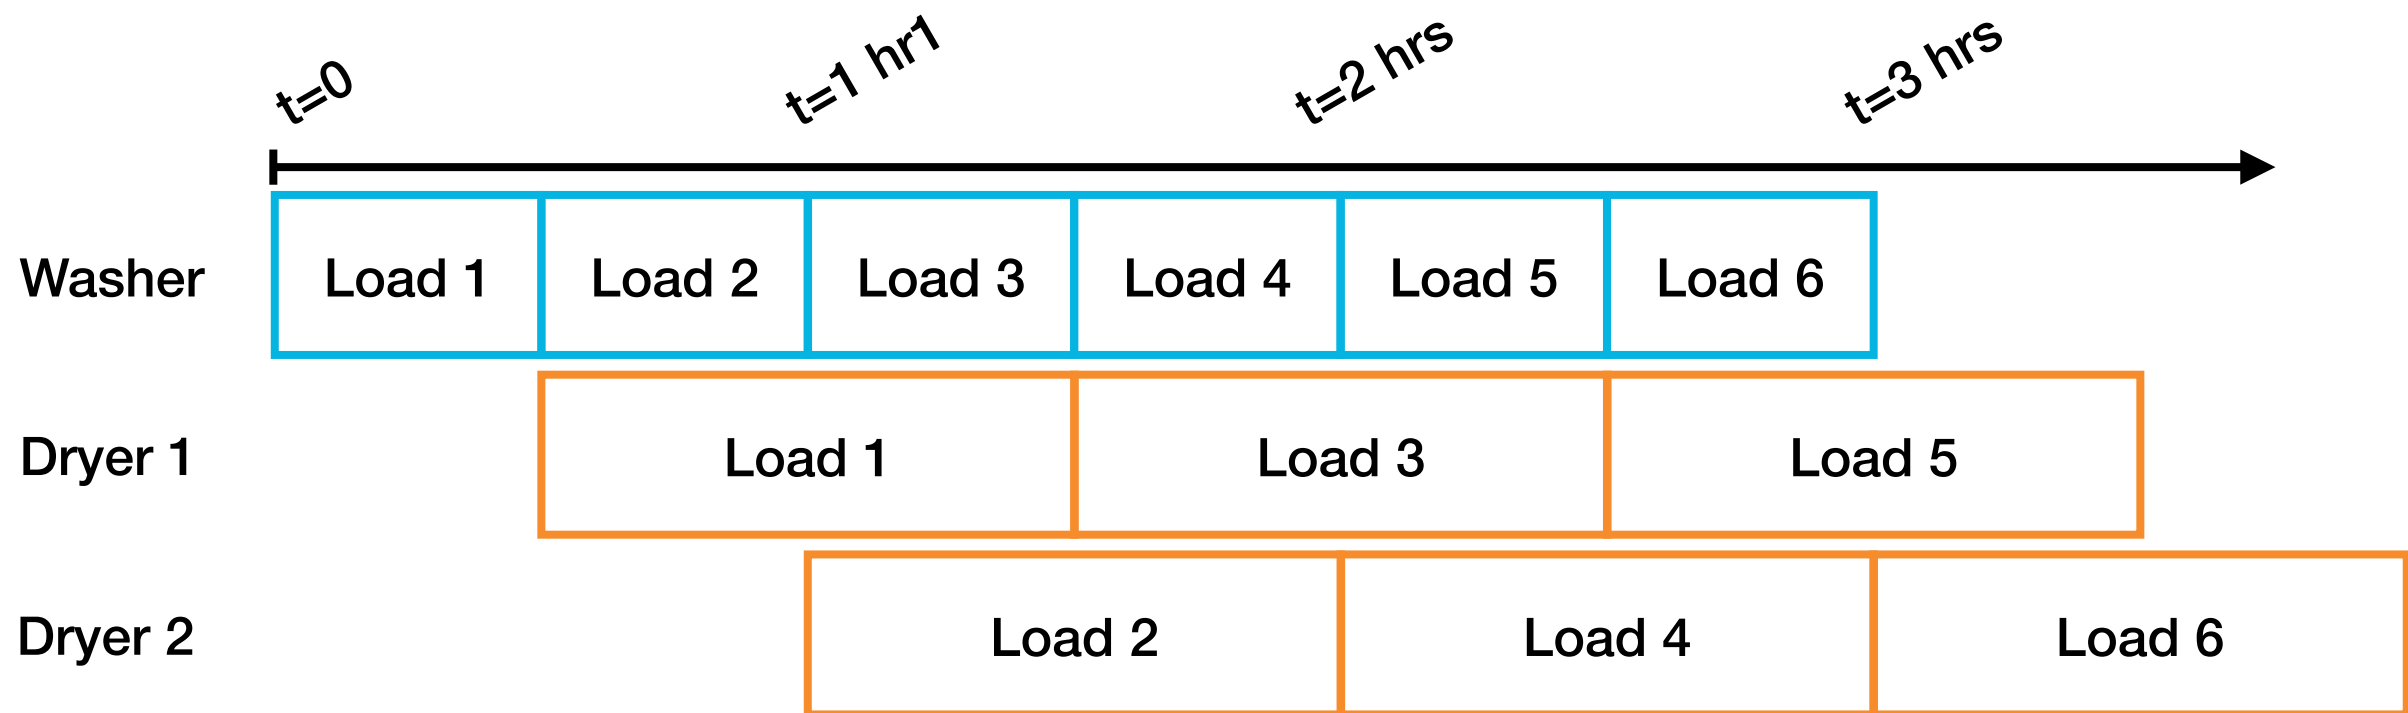 t=0 t=1 hr1 t=2 hrs t=3 hrs
Washer Load 1 Load 2 Load 3 Load 4 Load 5 Load 6
Dryer 1 Load 1 Load 3 Load 5
Dryer 2 Load 2 Load 4 Load 6